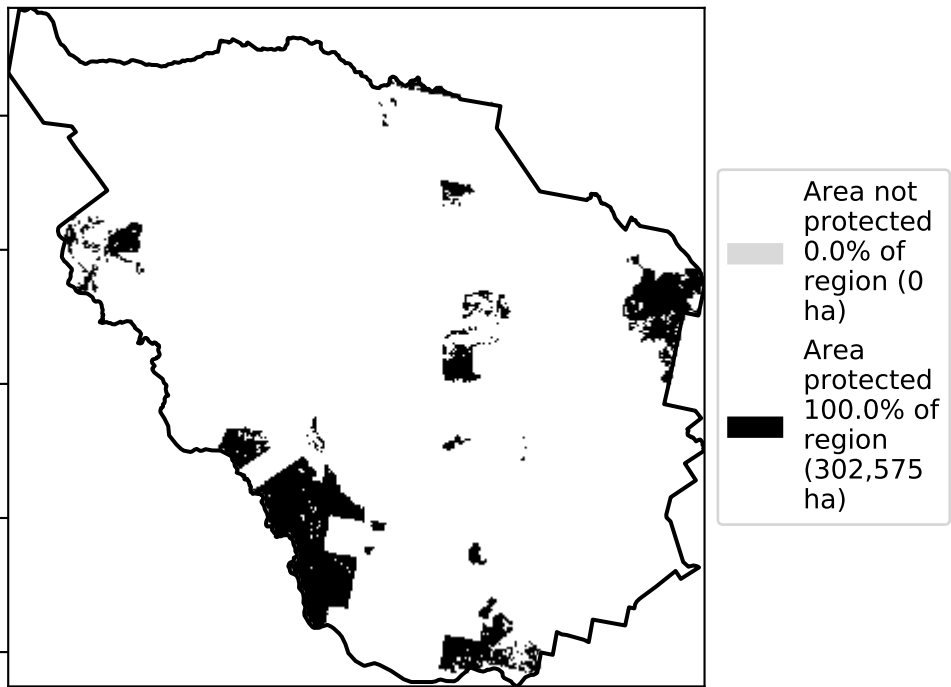 Area not
protected
0.0% of
region (0
ha)
Area
protected
100.0% of
region
(302,575
ha)